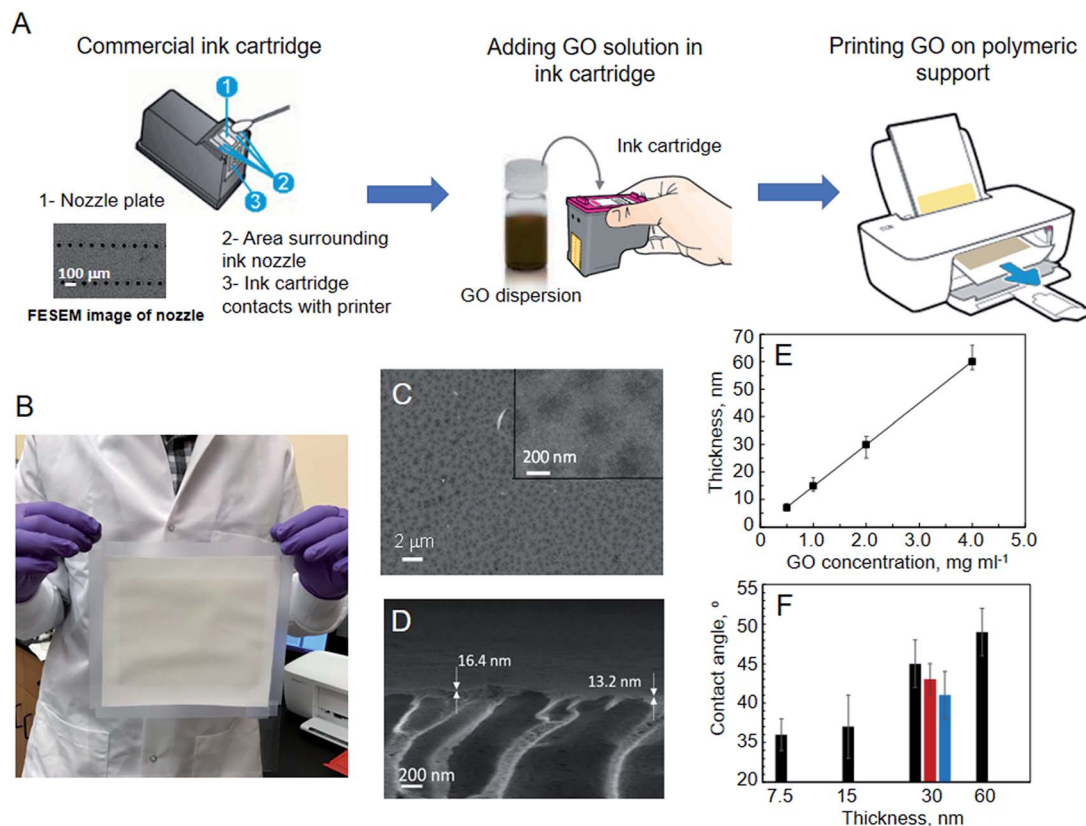 A
Commercial ink cartridge
1
2
3
1- Nozzle plate
100 µm
FESEM image of nozzle
2- Area surrounding
ink nozzle
3- Ink cartridge
contacts with printer
Adding GO solution in
ink cartridge
Ink cartridge
GO dispersion
Printing GO on polymeric
support
B
C
200 nm
2 µm
D
16.4 nm
13.2 nm
200 nm
E
Thickness, nm
70
60
50
40
30
20
10
0
0 1.0 2.0 3.0 4.0 5.0
GO concentration, mg ml⁻¹
F
Contact angle, º
55
50
45
35
25
20
7.5 15 30 60
Thickness, nm